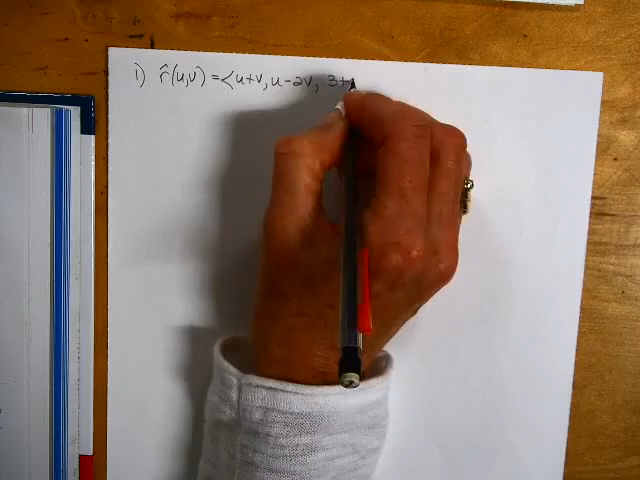 1) r̂(u,v) = <u+v, u-2v, 3+